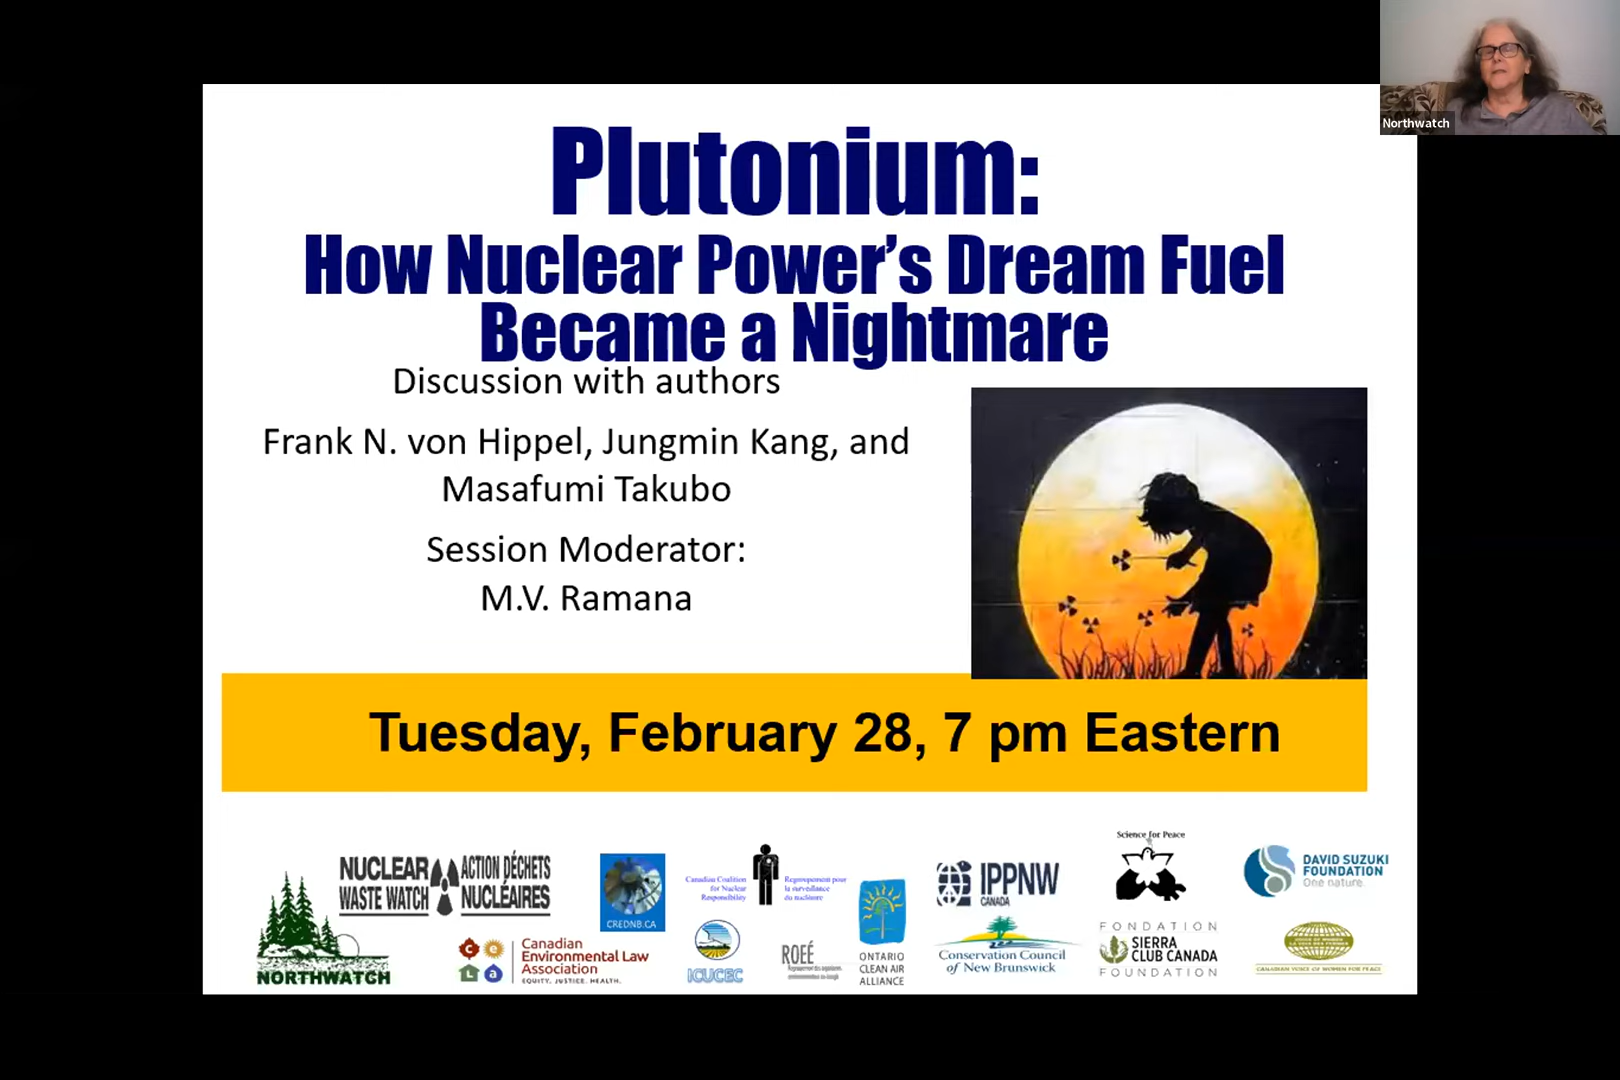 Northwatch
Plutonium:
How Nuclear Power's Dream Fuel
Became a Nightmare
Discussion with authors
Frank N. von Hippel, Jungmin Kang, and
Masafumi Takubo
Session Moderator:
M.V. Ramana
Tuesday, February 28, 7 pm Eastern
NORTHWATCH
NUCLEAR
WASTE WATCH
ACTION DÉCHETS
NUCLÉAIRES
CREDNB.CA
Canadian Coalition
for Nuclear
Responsibility
Regroupement pour
la surveillance
du nucléaire
IPPNW
CANADA
Science for Peace
DAVID SUZUKI
FOUNDATION
One nature.
c e
L a
Canadian
Environmental Law
Association
EQUITY. JUSTICE. HEALTH.
ICUCEC
ROEÉ
ONTARIO
CLEAN AIR
ALLIANCE
Conservation Council
of New Brunswick
FONDATION
SIERRA
CLUB CANADA
FOUNDATION
CANADIAN VOICE OF WOMEN FOR PEACE